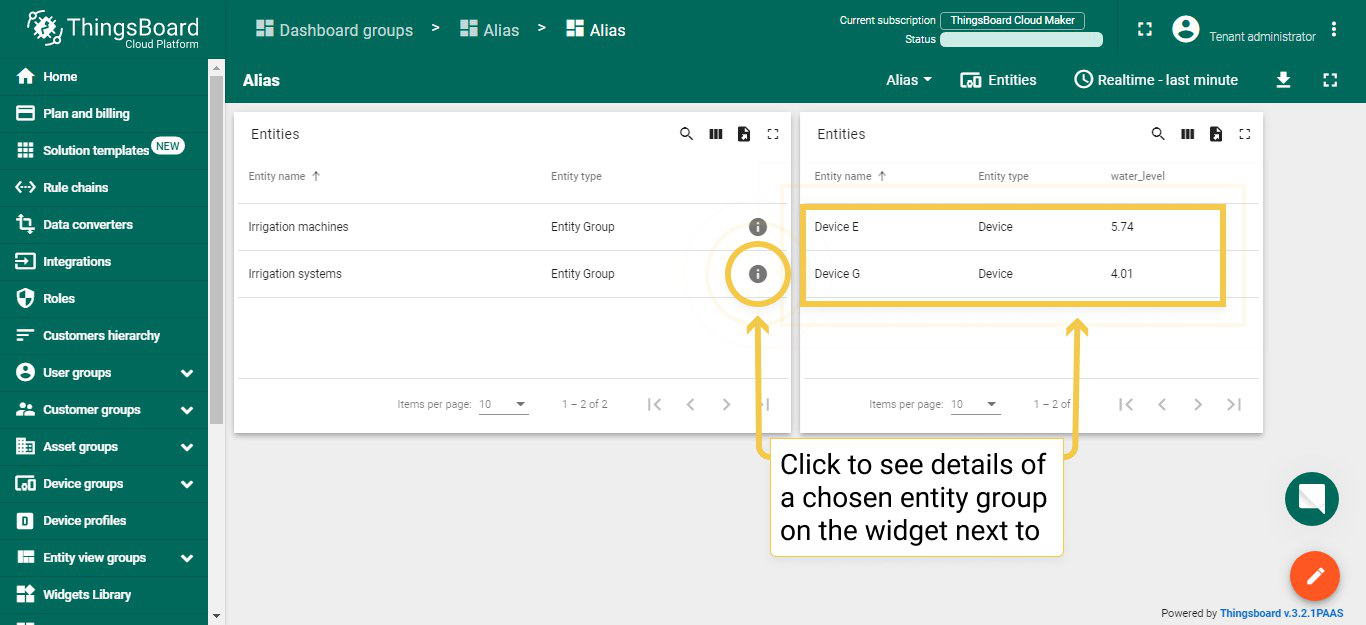 ThingsBoard
Cloud Platform
Dashboard groups > Alias > Alias
Current subscription ThingsBoard Cloud Maker
Status
Tenant administrator
Home
Plan and billing
Solution templates NEW
Rule chains
Data converters
Integrations
Roles
Customers hierarchy
User groups
Customer groups
Asset groups
Device groups
Device profiles
Entity view groups
Widgets Library
Alias
Alias Entities Realtime - last minute
Entities
Entity name Entity type
Irrigation machines Entity Group
Irrigation systems Entity Group
Items per page: 10 1 – 2 of 2
Entities
Entity name Entity type water_level
Device E Device 5.74
Device G Device 4.01
Items per page: 10 1 – 2 of
Click to see details of
a chosen entity group
on the widget next to
Powered by Thingsboard v.3.2.1PAAS